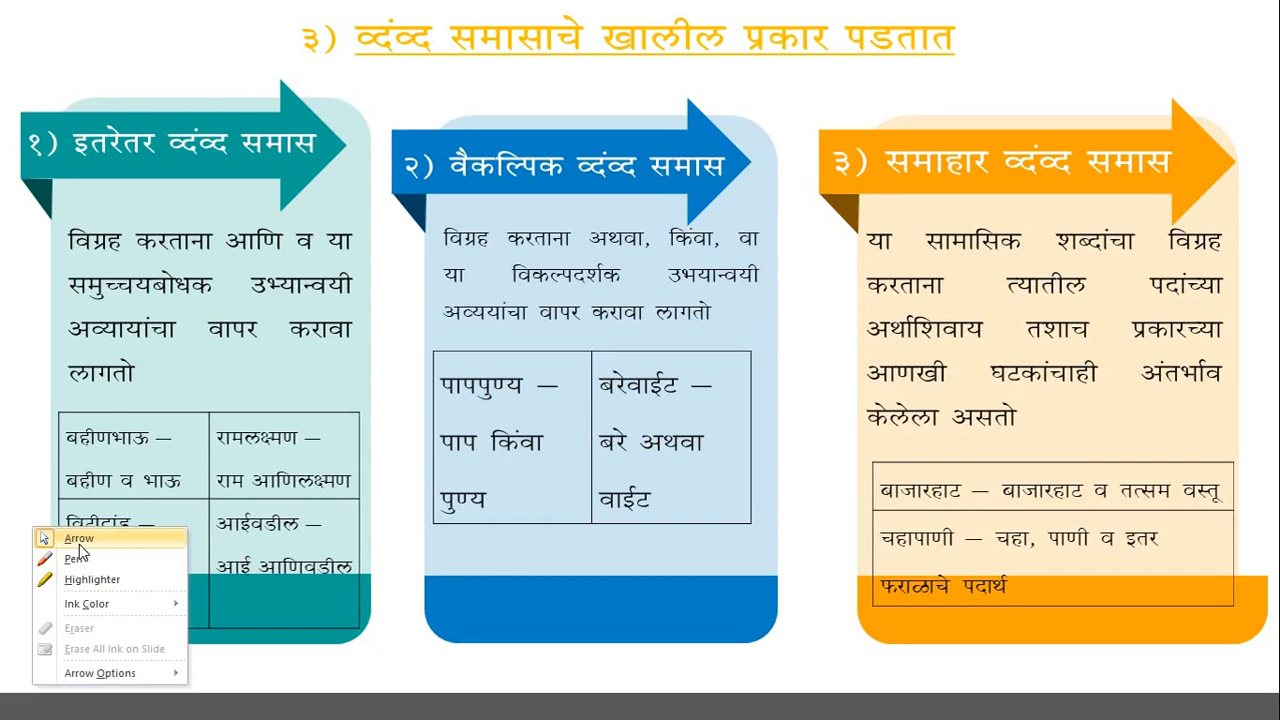 ३) व्दंव्द समासाचे खालील प्रकार पडतात
१) इतरेतर व्दंव्द समास
विग्रह करताना आणि व या
समुच्चयबोधक उभ्यान्वयी
अव्यायांचा वापर करावा
लागतो
बहीणभाऊ –
बहीण व भाऊ
रामलक्ष्मण –
राम आणिलक्ष्मण
विटीदांडू –
आईवडील –
आई आणिवडील
२) वैकल्पिक व्दंव्द समास
विग्रह करताना अथवा, किंवा, वा
या विकल्पदर्शक उभयान्वयी
अव्ययांचा वापर करावा लागतो
पापपुण्य –
पाप किंवा
पुण्य
बरेवाईट –
बरे अथवा
वाईट
३) समाहार व्दंव्द समास
या सामासिक शब्दांचा विग्रह
करताना त्यातील पदांच्या
अर्थाशिवाय तशाच प्रकारच्या
आणखी घटकांचाही अंतर्भाव
केलेला असतो
बाजारहाट – बाजारहाट व तत्सम वस्तू
चहापाणी – चहा, पाणी व इतर
फराळाचे पदार्थ
Arrow
Pen
Highlighter
Ink Color
Eraser
Erase All Ink on Slide
Arrow Options